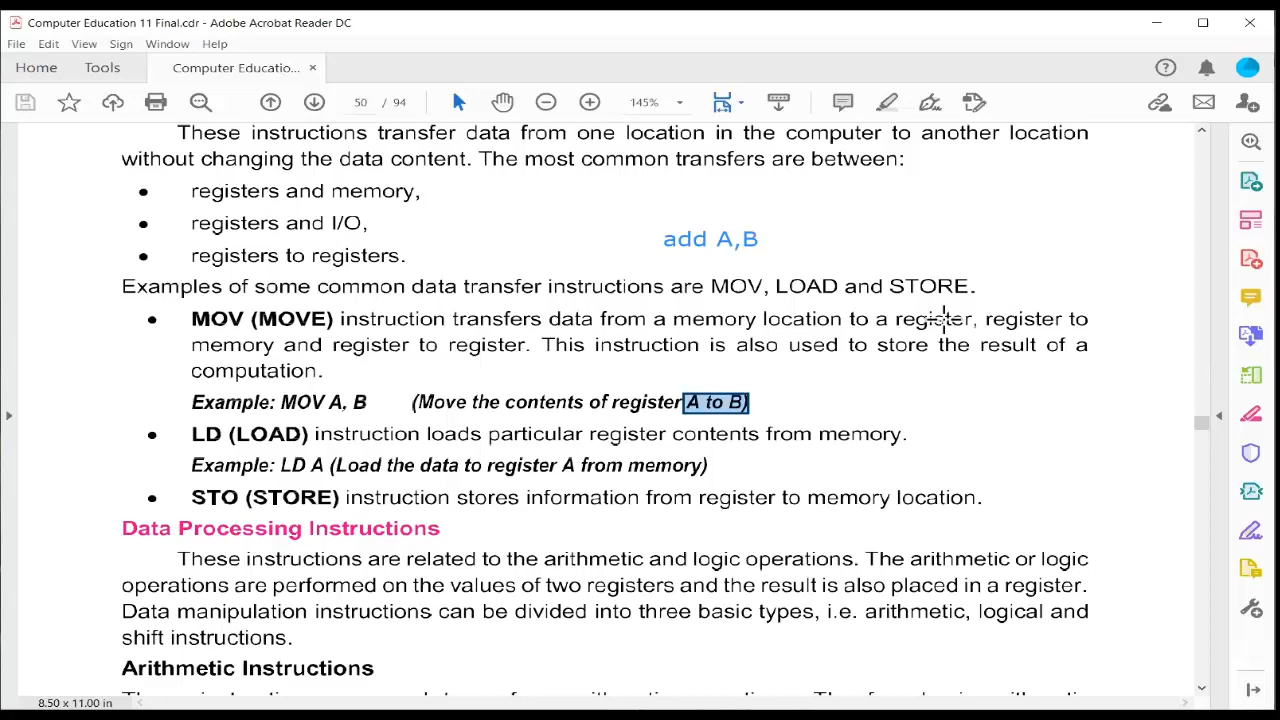 Computer Education 11 Final.cdr - Adobe Acrobat Reader DC
File Edit View Sign Window Help
Home Tools Computer Educatio... ×
50 / 94 145%
These instructions transfer data from one location in the computer to another location
without changing the data content. The most common transfers are between:
• registers and memory,
• registers and I/O,
add A,B
• registers to registers.
Examples of some common data transfer instructions are MOV, LOAD and STORE.
• MOV (MOVE) instruction transfers data from a memory location to a register, register to
memory and register to register. This instruction is also used to store the result of a
computation.
Example: MOV A, B (Move the contents of register A to B)
• LD (LOAD) instruction loads particular register contents from memory.
Example: LD A (Load the data to register A from memory)
• STO (STORE) instruction stores information from register to memory location.
Data Processing Instructions
These instructions are related to the arithmetic and logic operations. The arithmetic or logic
operations are performed on the values of two registers and the result is also placed in a register.
Data manipulation instructions can be divided into three basic types, i.e. arithmetic, logical and
shift instructions.
Arithmetic Instructions
8.50 x 11.00 in